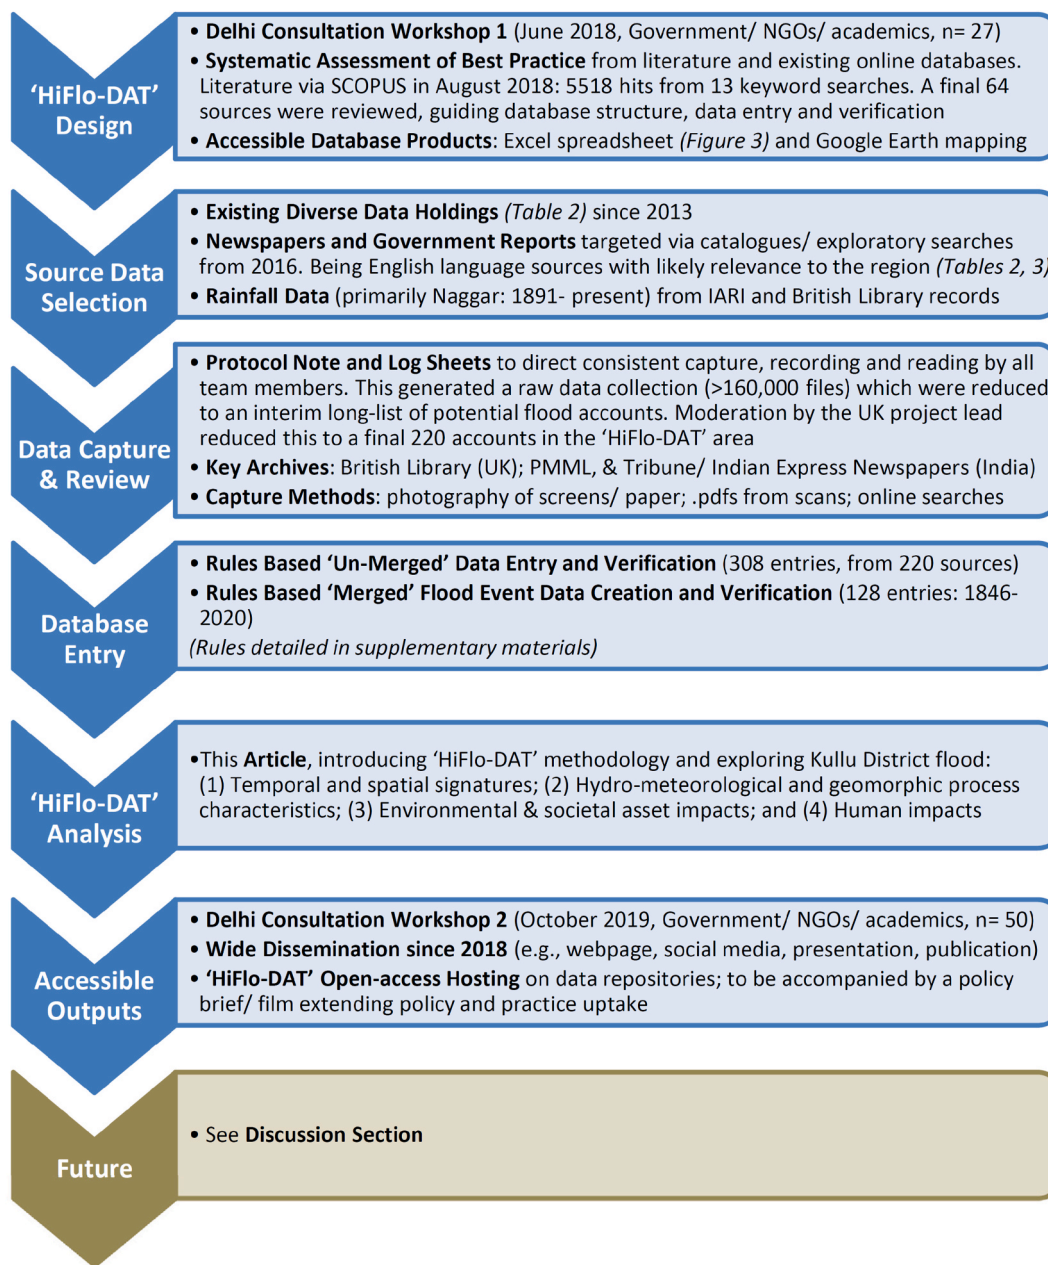 ‘HiFlo-DAT’
Design
• Delhi Consultation Workshop 1 (June 2018, Government/ NGOs/ academics, n= 27)
• Systematic Assessment of Best Practice from literature and existing online databases.
Literature via SCOPUS in August 2018: 5518 hits from 13 keyword searches. A final 64
sources were reviewed, guiding database structure, data entry and verification
• Accessible Database Products: Excel spreadsheet (Figure 3) and Google Earth mapping
Source Data
Selection
• Existing Diverse Data Holdings (Table 2) since 2013
• Newspapers and Government Reports targeted via catalogues/ exploratory searches
from 2016. Being English language sources with likely relevance to the region (Tables 2, 3)
• Rainfall Data (primarily Naggar: 1891- present) from IARI and British Library records
Data Capture
& Review
• Protocol Note and Log Sheets to direct consistent capture, recording and reading by all
team members. This generated a raw data collection (>160,000 files) which were reduced
to an interim long-list of potential flood accounts. Moderation by the UK project lead
reduced this to a final 220 accounts in the ‘HiFlo-DAT’ area
• Key Archives: British Library (UK); PMML, & Tribune/ Indian Express Newspapers (India)
• Capture Methods: photography of screens/ paper; .pdfs from scans; online searches
Database
Entry
• Rules Based ‘Un-Merged’ Data Entry and Verification (308 entries, from 220 sources)
• Rules Based ‘Merged’ Flood Event Data Creation and Verification (128 entries: 1846-
2020)
(Rules detailed in supplementary materials)
‘HiFlo-DAT’
Analysis
•This Article, introducing ‘HiFlo-DAT’ methodology and exploring Kullu District flood:
(1) Temporal and spatial signatures; (2) Hydro-meteorological and geomorphic process
characteristics; (3) Environmental & societal asset impacts; and (4) Human impacts
Accessible
Outputs
• Delhi Consultation Workshop 2 (October 2019, Government/ NGOs/ academics, n= 50)
• Wide Dissemination since 2018 (e.g., webpage, social media, presentation, publication)
• ‘HiFlo-DAT’ Open-access Hosting on data repositories; to be accompanied by a policy
brief/ film extending policy and practice uptake
Future
• See Discussion Section